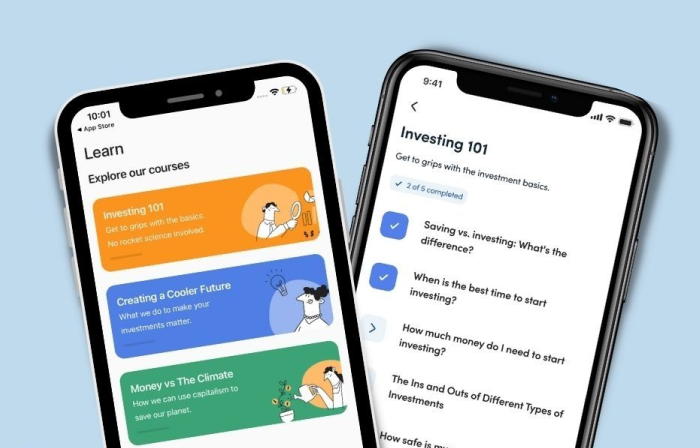 10:01
App Store
Learn
Explore our courses
Investing 101
Get to grips with the basics.
No rocket science involved.
$ $
Creating a Cooler Future
What we do to make your
investments matter.
Money vs The Climate
How we can use capitalism to
save our planet.
9:41
Investing 101
Get to grips with the investment basics.
2 of 5 completed
Saving vs. investing: What's the
difference?
When is the best time to start
investing?
How much money do I need to start
investing?
The Ins and Outs of Different Types of
Investments
How safe is